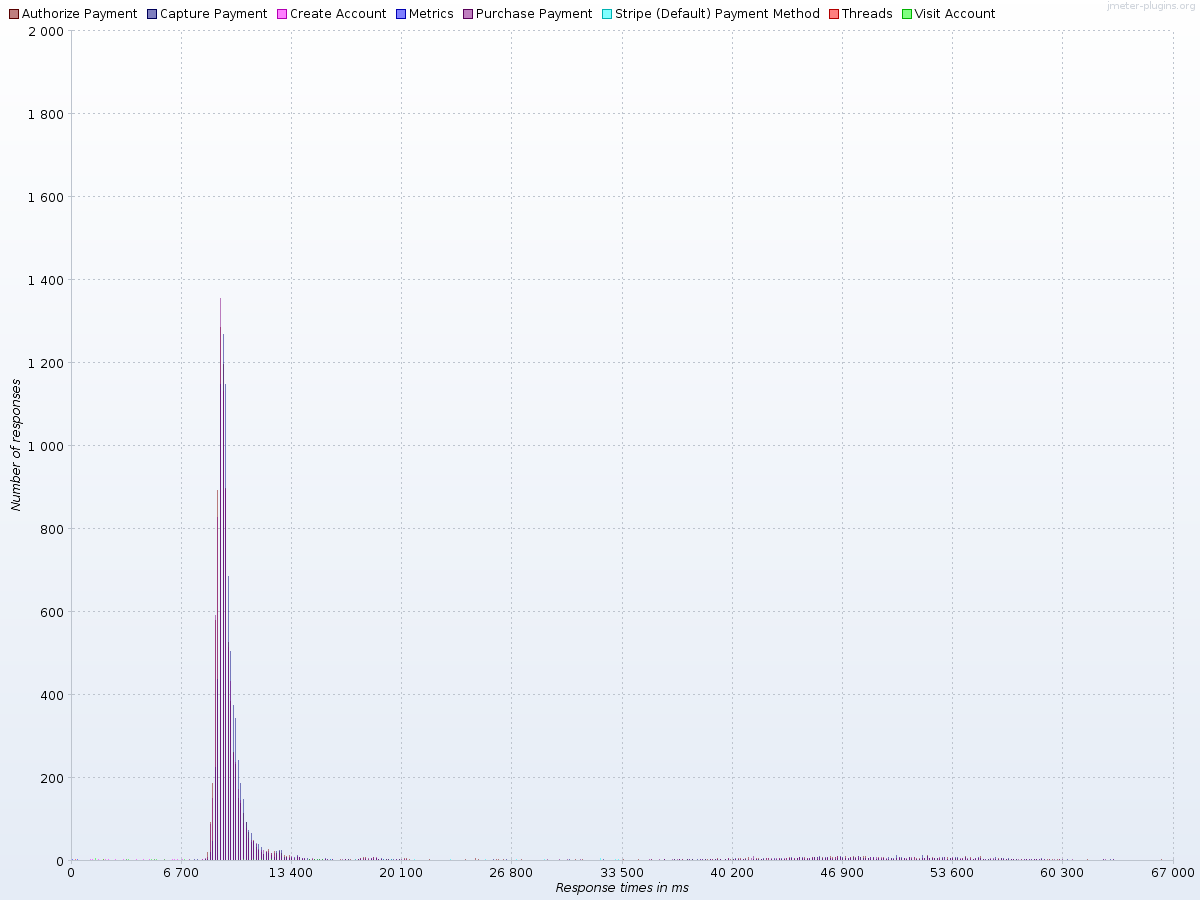 Authorize Payment Capture Payment Create Account Metrics Purchase Payment Stripe (Default) Payment Method Threads Visit Account
jmeter-plugins.org
2 000
1 800
1 600
1 400
1 200
1 000
800
600
400
200
0
Number of responses
0 6 700 13 400 20 100 26 800 33 500 40 200 46 900 53 600 60 300 67 000
Response times in ms